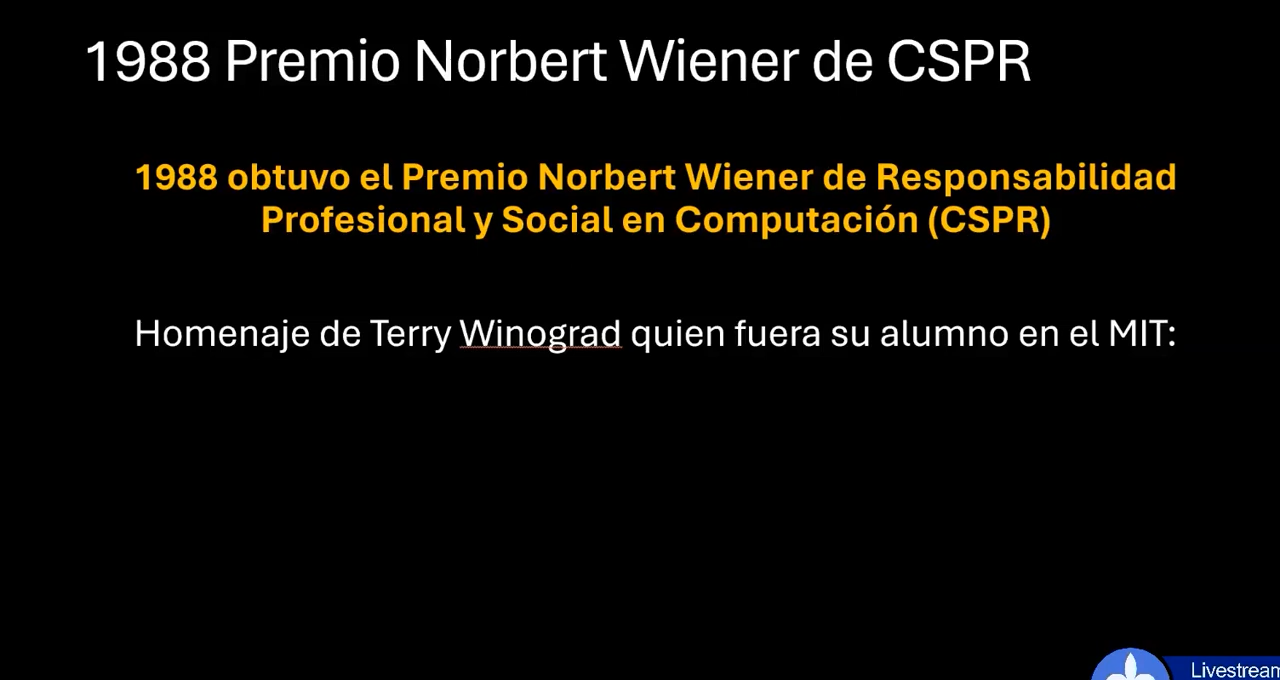 1988 Premio Norbert Wiener de CSPR
1988 obtuvo el Premio Norbert Wiener de Responsabilidad
Profesional y Social en Computación (CSPR)
Homenaje de Terry Winograd quien fuera su alumno en el MIT:
Livestream